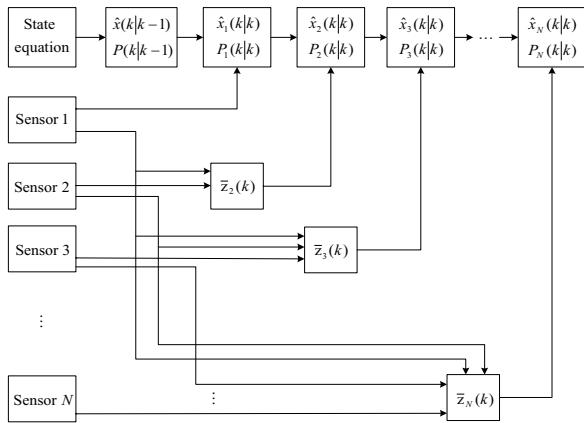 State equation
x̂(k|k−1)
P(k|k−1)
x̂₁(k|k)
P₁(k|k)
x̂₂(k|k)
P₂(k|k)
x̂₃(k|k)
P₃(k|k)
...
x̂_N(k|k)
P_N(k|k)
Sensor 1
Sensor 2
z̄₂(k)
Sensor 3
z̄₃(k)
⋮
Sensor N
⋮
z̄_N(k)